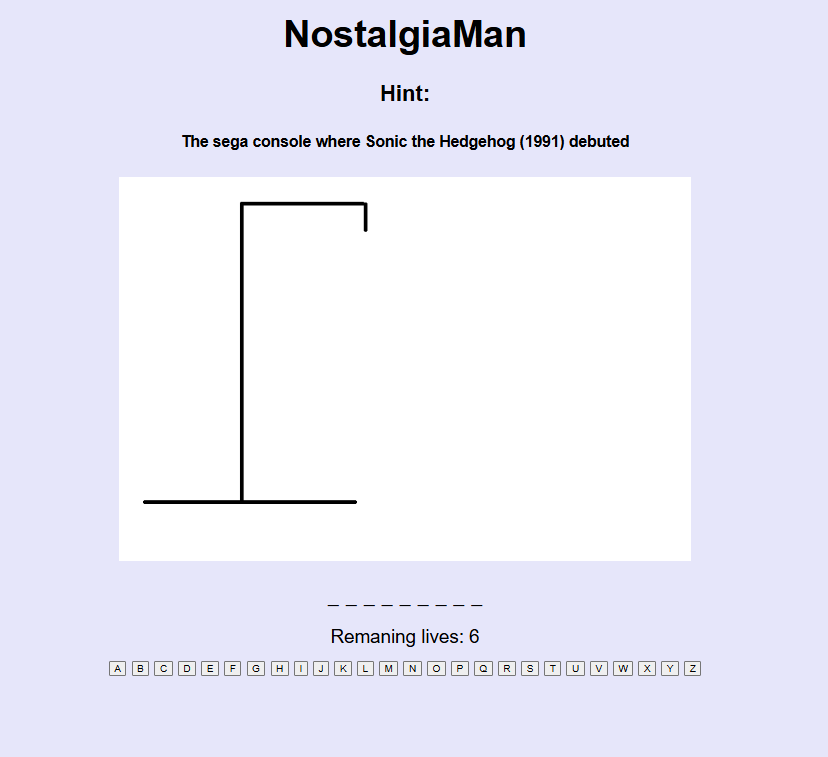 NostalgiaMan
Hint:
The sega console where Sonic the Hedgehog (1991) debuted
_ _ _ _ _ _ _ _ _
Remaning lives: 6
A B C D E F G H I J K L M N O P Q R S T U V W X Y Z